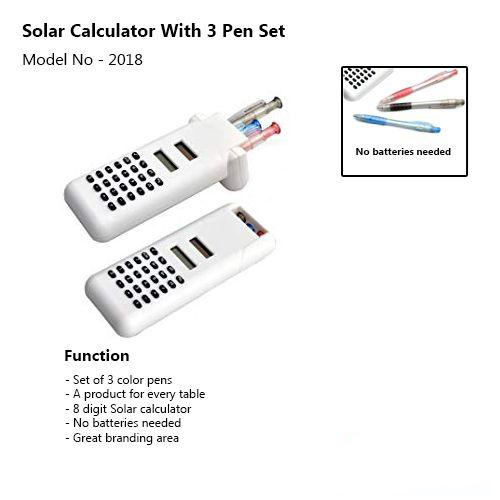 Solar Calculator With 3 Pen Set
Model No - 2018
No batteries needed
Function
- Set of 3 color pens
- A product for every table
- 8 digit Solar calculator
- No batteries needed
- Great branding area